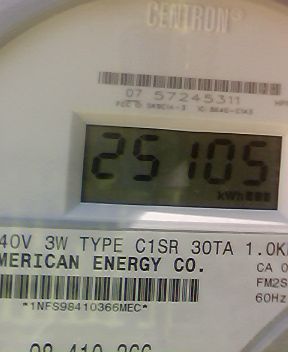 CENTRON
07 57245311
25105
kWh
40V 3W TYPE C1SR 30TA 1.0K
MERICAN ENERGY CO.
CA 0
FM2S
*1NFS98410366MEC*
60Hz